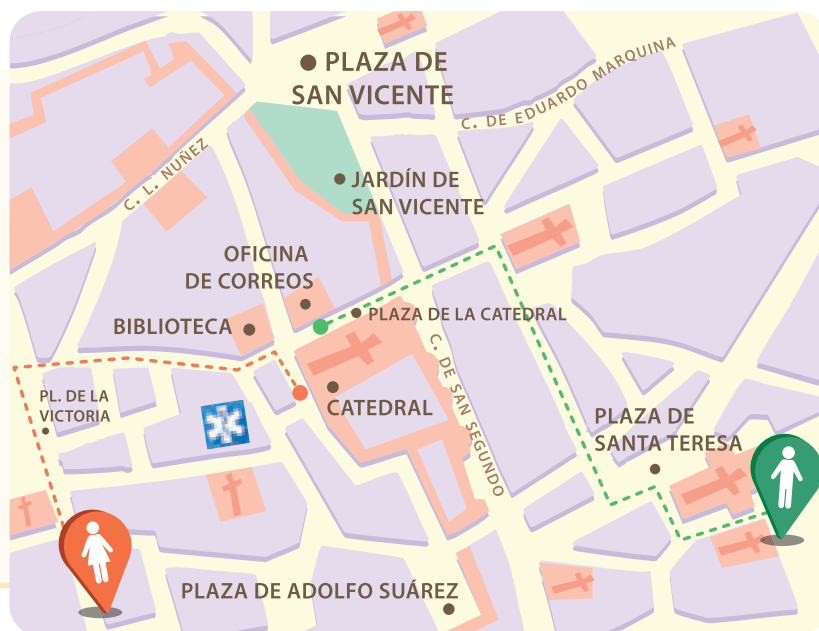 PLAZA DE
SAN VICENTE
C. DE EDUARDO MARQUINA
C. L. NUÑEZ
JARDÍN DE
SAN VICENTE
OFICINA
DE CORREOS
PLAZA DE LA CATEDRAL
BIBLIOTECA
C. DE SAN SEGUNDO
PL. DE LA
VICTORIA
CATEDRAL
PLAZA DE
SANTA TERESA
PLAZA DE ADOLFO SUÁREZ